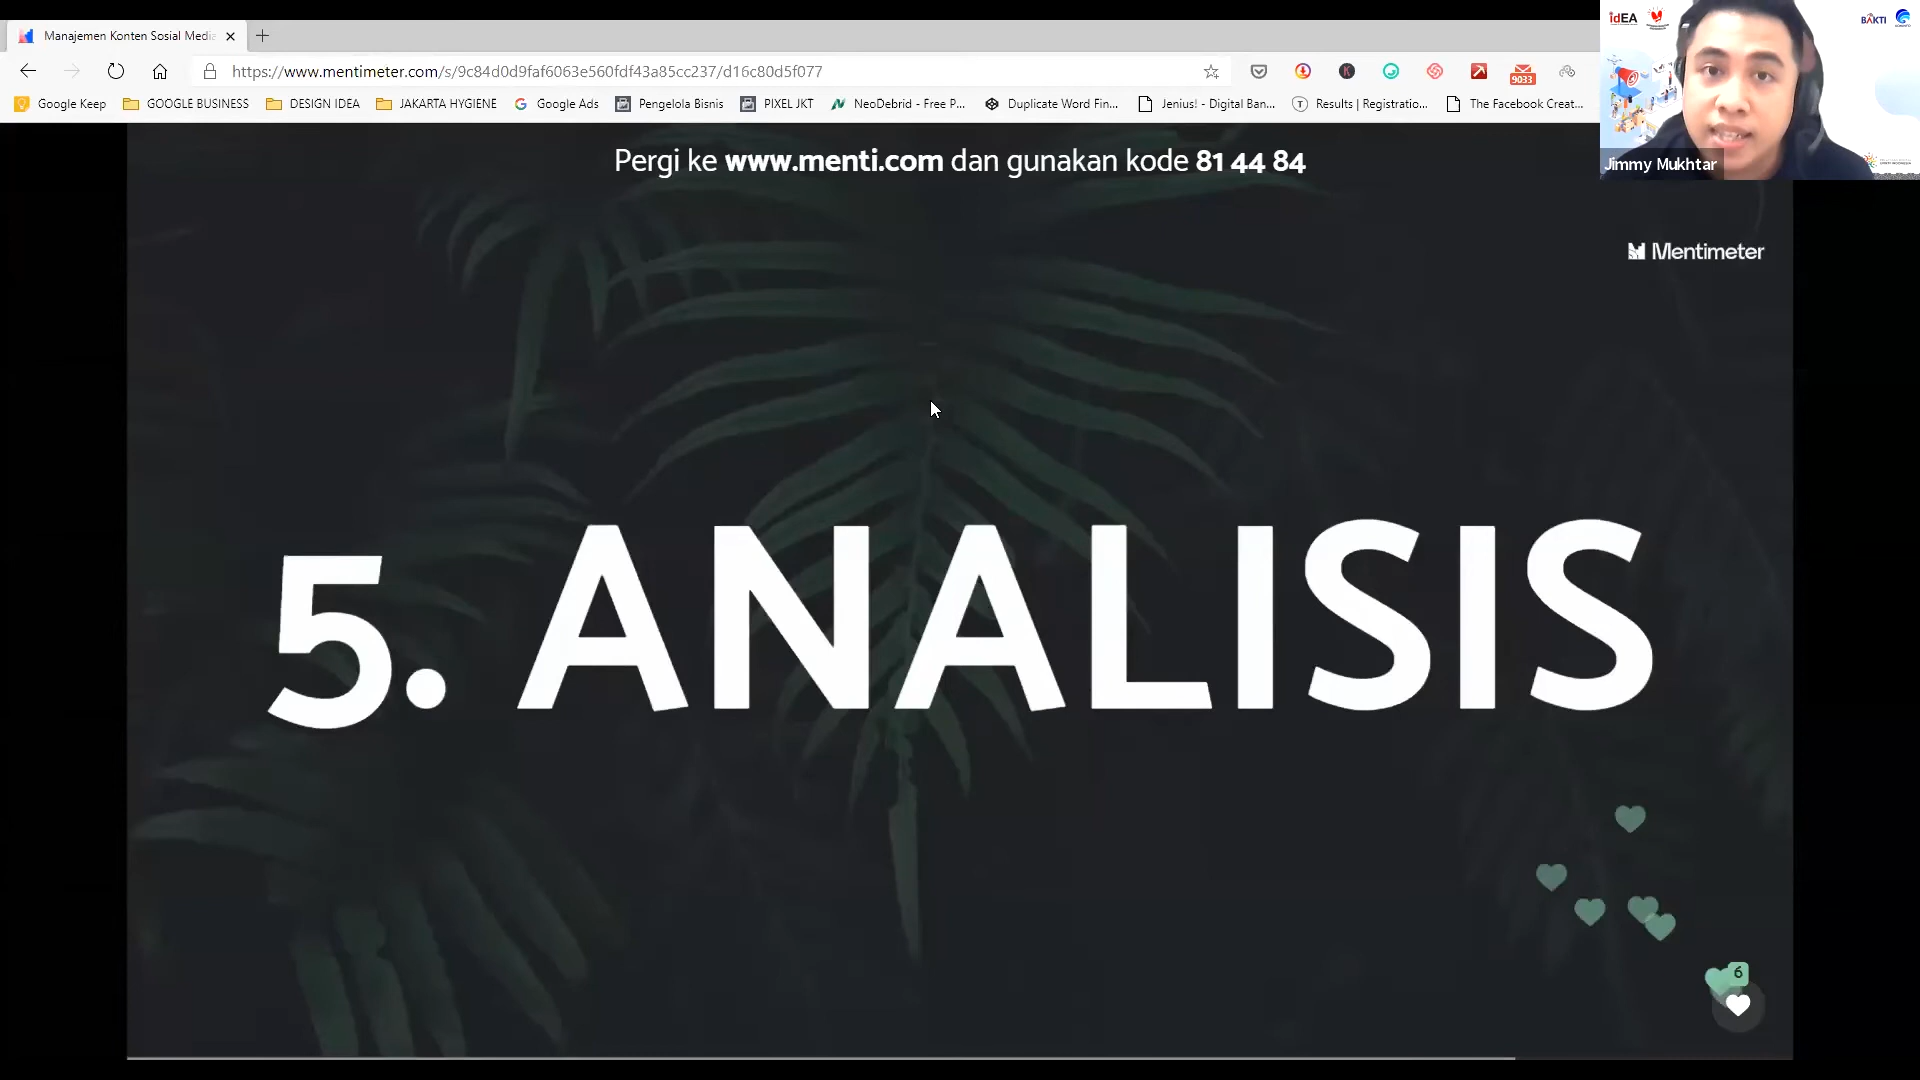 Manajemen Konten Sosial Media
https://www.mentimeter.com/s/9c84d0d9faf6063e560fdf43a85cc237/d16c80d5f077
9033
Google Keep
GOOGLE BUSINESS
DESIGN IDEA
JAKARTA HYGIENE
Google Ads
Pengelola Bisnis
PIXEL JKT
NeoDebrid - Free P...
Duplicate Word Fin...
Jenius! - Digital Ban...
Results | Registratio...
The Facebook Creat...
idEA
BAKTI
Jimmy Mukhtar
Pergi ke www.menti.com dan gunakan kode 81 44 84
Mentimeter
5. ANALISIS
6